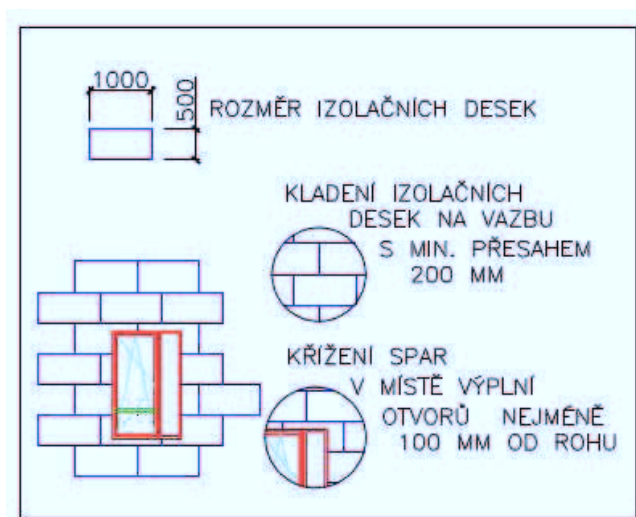 1000
500
ROZMĚR IZOLAČNÍCH DESEK
KLADENÍ IZOLAČNÍCH
DESEK NA VAZBU
S MIN. PŘESAHEM
200 MM
KŘÍŽENÍ SPAR
V MÍSTĚ VÝPLNÍ
OTVORŮ NEJMÉNĚ
100 MM OD ROHU